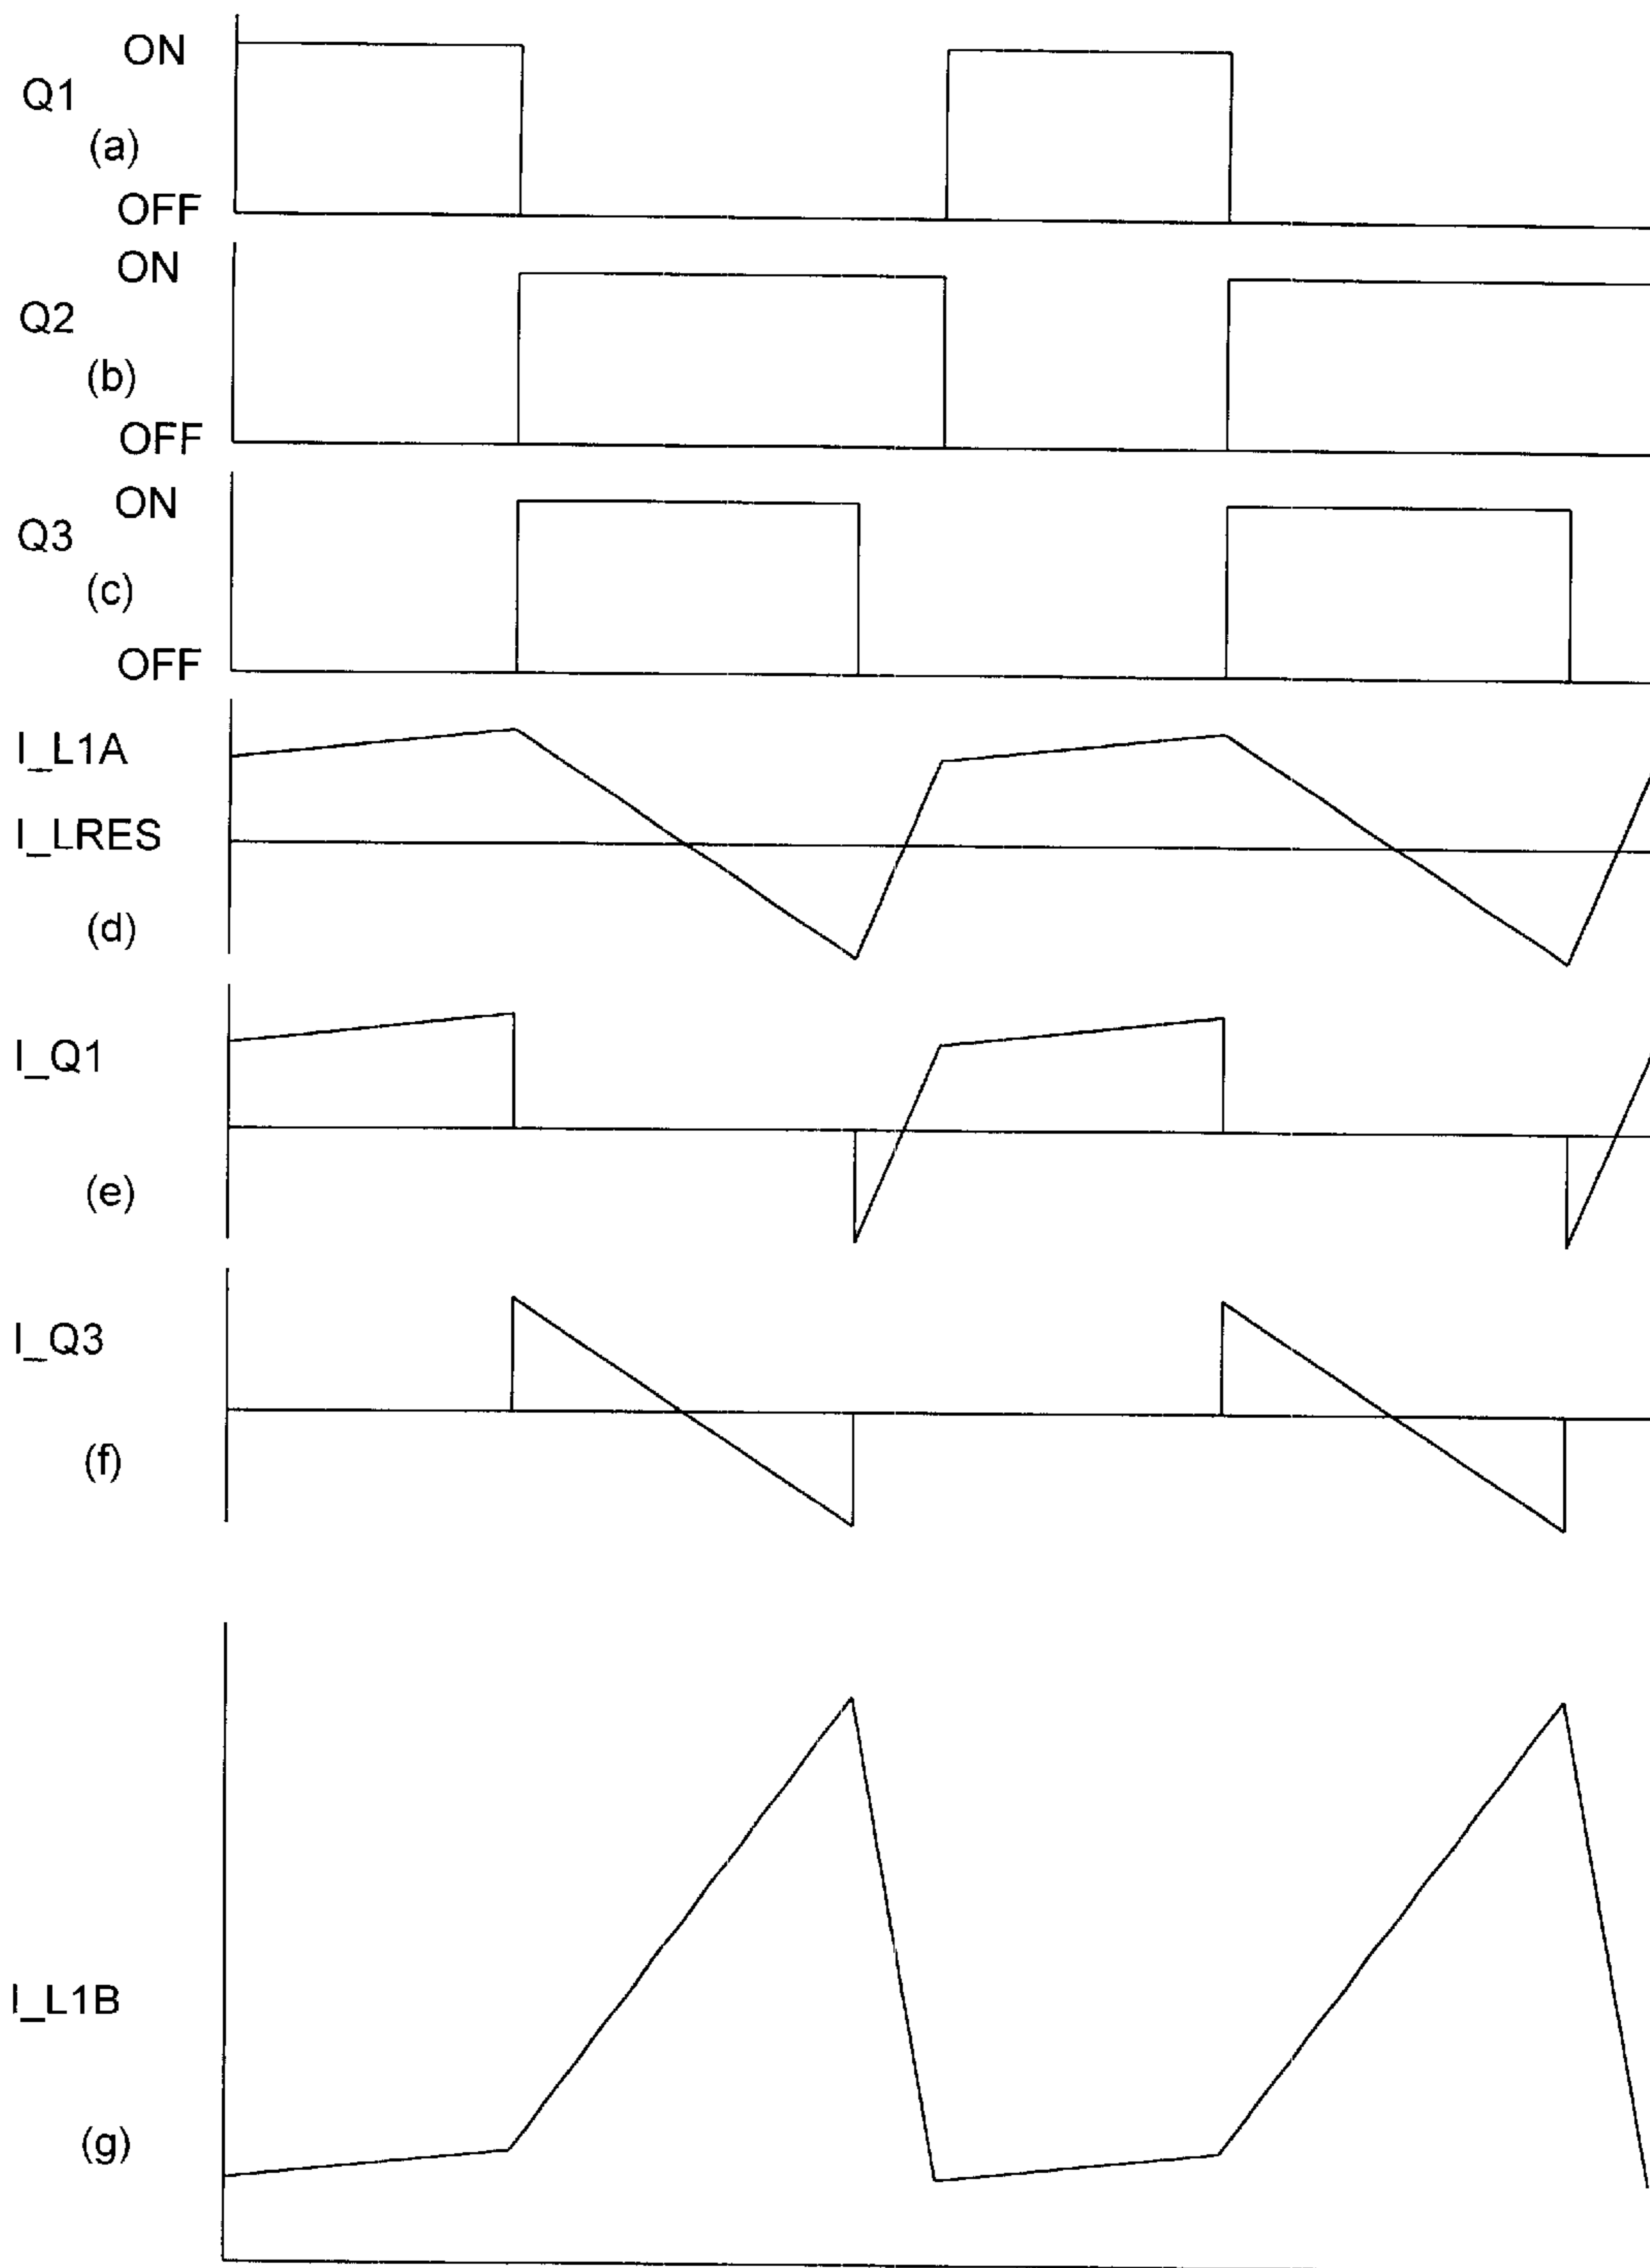 ON
Q1
(a)
OFF
ON
Q2
(b)
OFF
ON
Q3
(c)
OFF
I_L1A
I_LRES
(d)
I_Q1
(e)
I_Q3
(f)
I_L1B
(g)